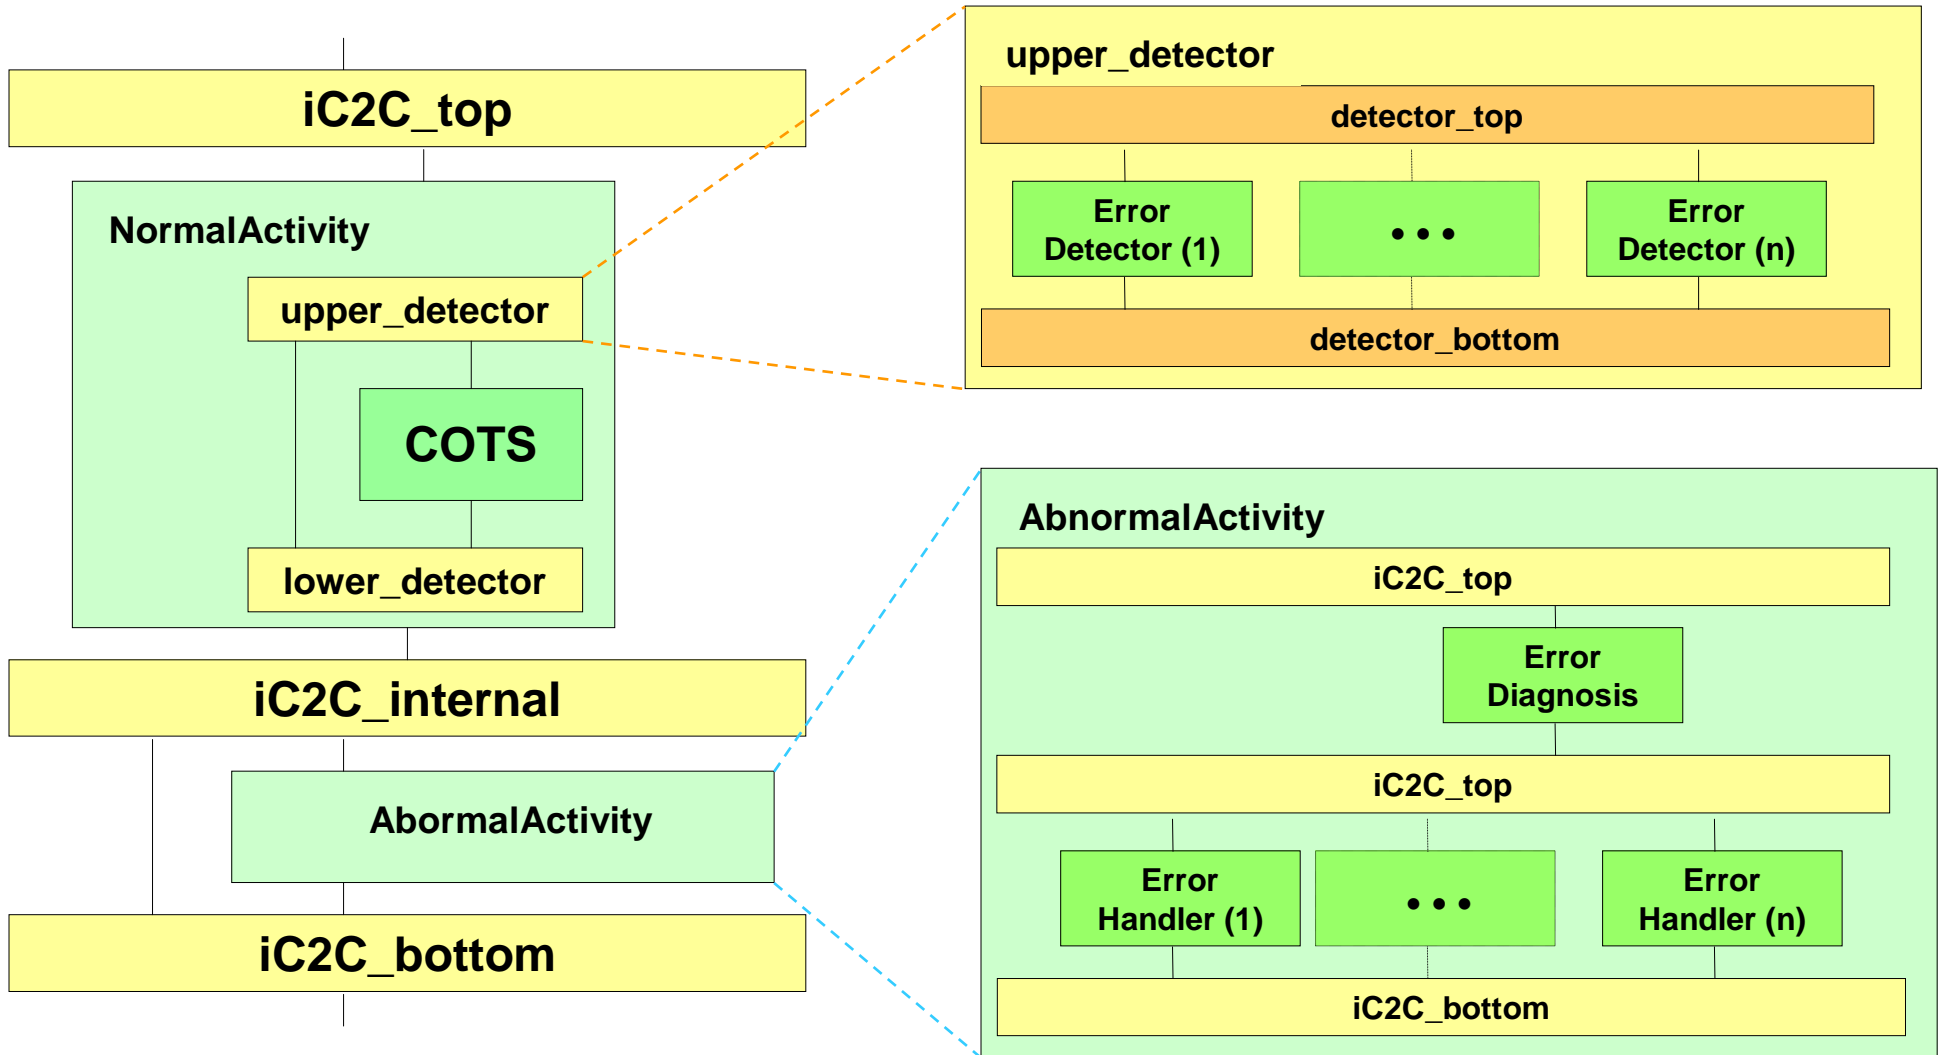 iC2C_top
NormalActivity
upper_detector
COTS
lower_detector
iC2C_internal
AbormalActivity
iC2C_bottom
upper_detector
detector_top
Error
Detector (1)
•••
Error
Detector (n)
detector_bottom
AbnormalActivity
iC2C_top
Error
Diagnosis
iC2C_top
Error
Handler (1)
•••
Error
Handler (n)
iC2C_bottom